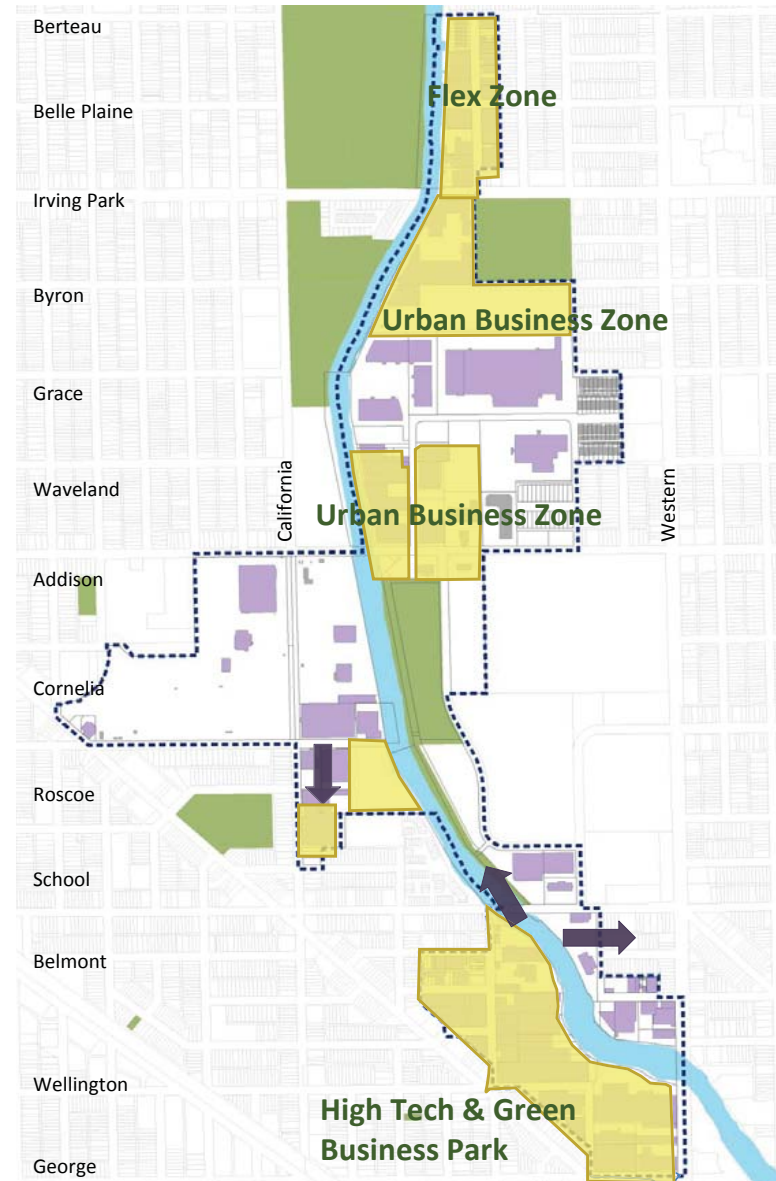 Berteau
Flex Zone
Belle Plaine
Irving Park
Byron
Urban Business Zone
Grace
California
Western
Waveland
Urban Business Zone
Addison
Cornelia
Roscoe
School
Belmont
Wellington
High Tech & Green
Business Park
George